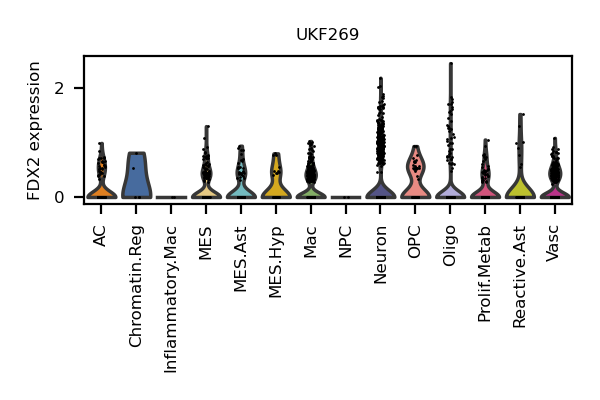 UKF269
FDX2 expression
2
0
AC
Chromatin.Reg
Inflammatory.Mac
MES
MES.Ast
MES.Hyp
Mac
NPC
Neuron
OPC
Oligo
Prolif.Metab
Reactive.Ast
Vasc